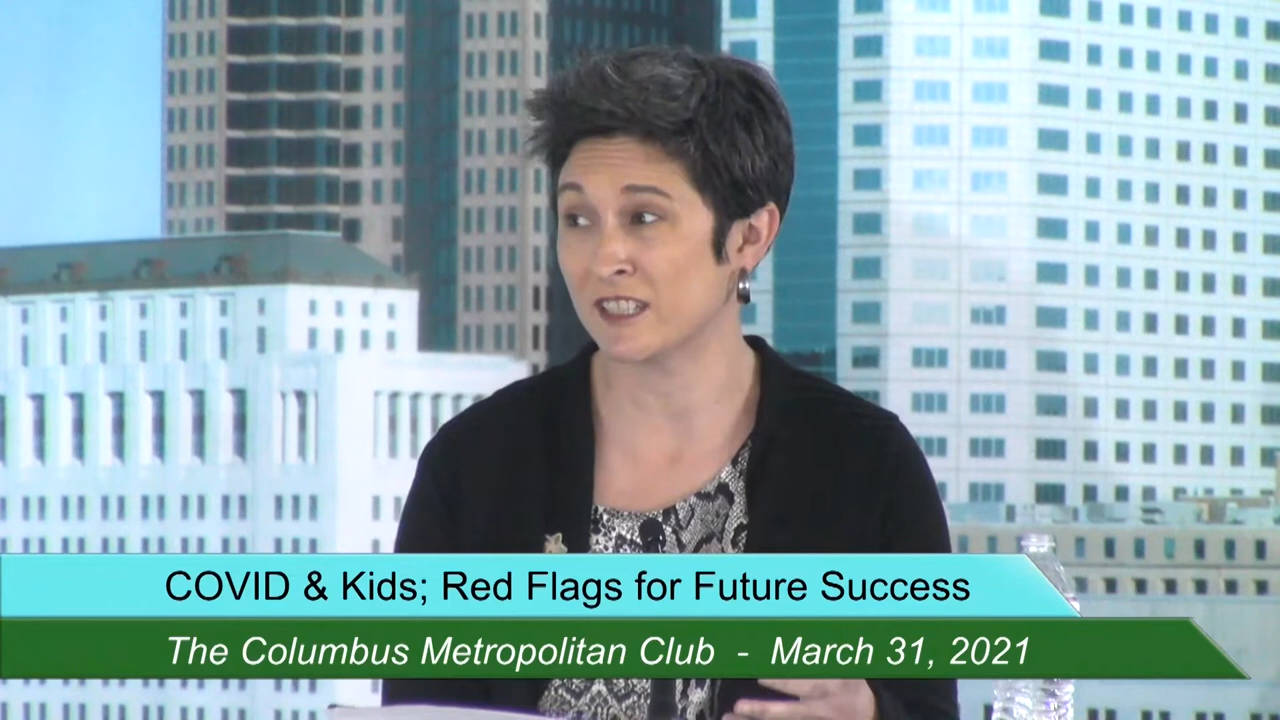 COVID & Kids; Red Flags for Future Success
The Columbus Metropolitan Club - March 31, 2021